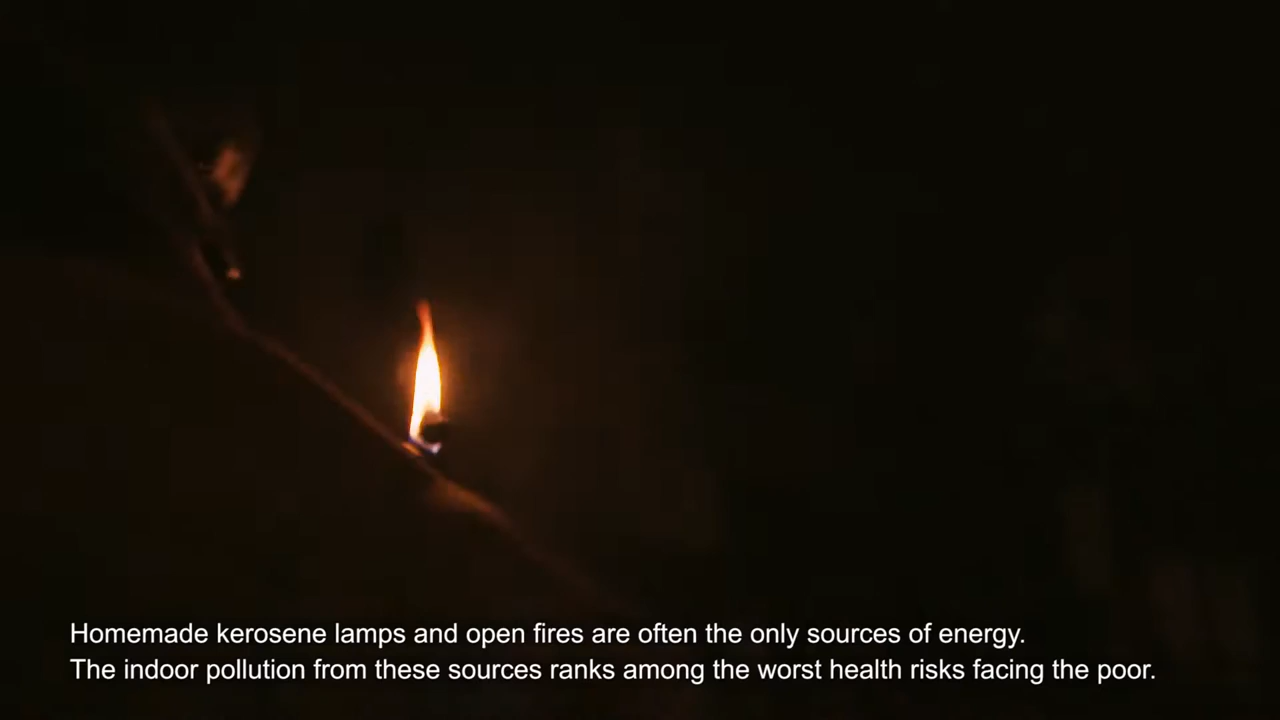 Homemade kerosene lamps and open fires are often the only sources of energy.
The indoor pollution from these sources ranks among the worst health risks facing the poor.